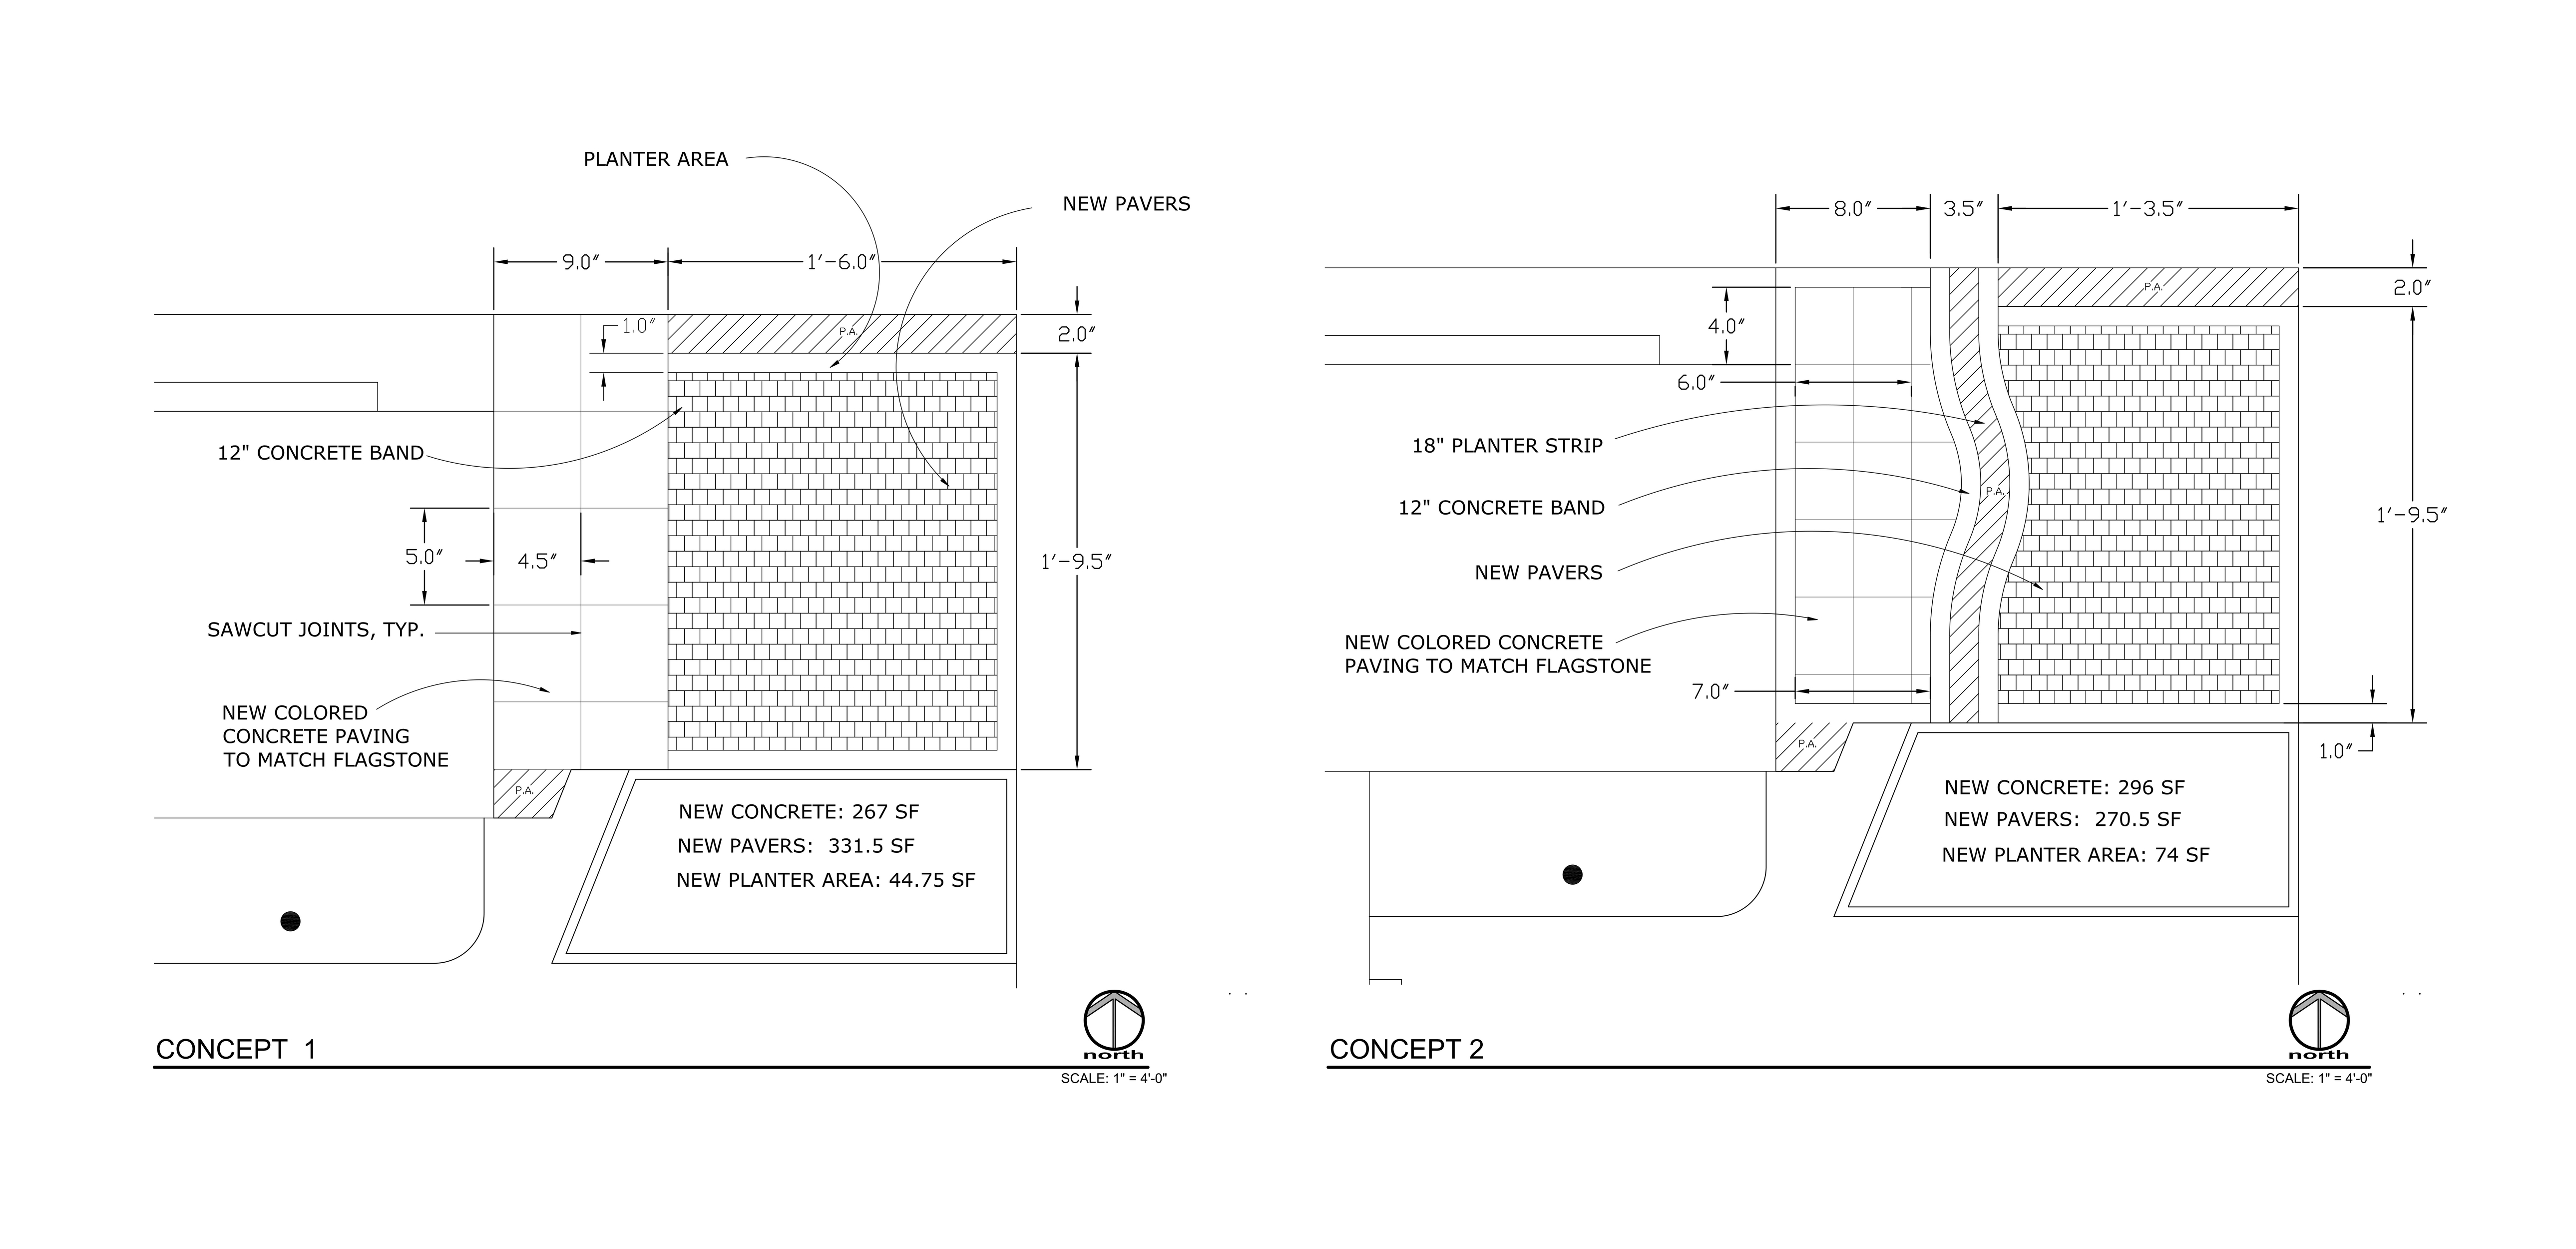 PLANTER AREA
NEW PAVERS
9.0″
1′-6.0″
1.0″
P.A.
2.0″
12" CONCRETE BAND
5.0″
4.5″
1′-9.5″
SAWCUT JOINTS, TYP.
NEW COLORED
CONCRETE PAVING
TO MATCH FLAGSTONE
P.A.
NEW CONCRETE: 267 SF
NEW PAVERS:  331.5 SF
NEW PLANTER AREA: 44.75 SF
north
CONCEPT  1
SCALE: 1" = 4'-0"
8.0″
3.5″
1′-3.5″
P.A.
2.0″
4.0″
6.0″
18" PLANTER STRIP
12" CONCRETE BAND
P.A.
1′-9.5″
NEW PAVERS
NEW COLORED CONCRETE
PAVING TO MATCH FLAGSTONE
7.0″
P.A.
1.0″
NEW CONCRETE: 296 SF
NEW PAVERS:  270.5 SF
NEW PLANTER AREA: 74 SF
north
CONCEPT 2
SCALE: 1" = 4'-0"